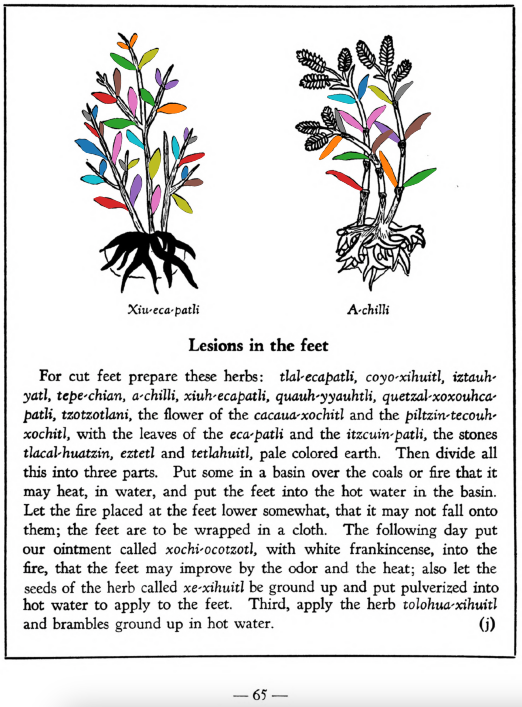 Xiu-eca-patli
A-chilli
Lesions in the feet
For cut feet prepare these herbs: tlal-ecapatli, coyo-xihuitl, iztauh-
yatl, tepe-chian, a-chilli, xiuh-ecapatli, quauh-yyauhtli, quetzal-xoxouhca-
patli, tzotzotlani, the flower of the cacaua-xochitl and the piltzin-tecouh-
xochitl, with the leaves of the eca-patli and the itzcuin-patli, the stones
tlacal-huatzin, eztetl and tetlahuitl, pale colored earth. Then divide all
this into three parts. Put some in a basin over the coals or fire that it
may heat, in water, and put the feet into the hot water in the basin.
Let the fire placed at the feet lower somewhat, that it may not fall onto
them; the feet are to be wrapped in a cloth. The following day put
our ointment called xochi-ocotzotl, with white frankincense, into the
fire, that the feet may improve by the odor and the heat; also let the
seeds of the herb called xe-xihuitl be ground up and put pulverized into
hot water to apply to the feet. Third, apply the herb tolohua-xihuitl
and brambles ground up in hot water. (j)
— 65 —